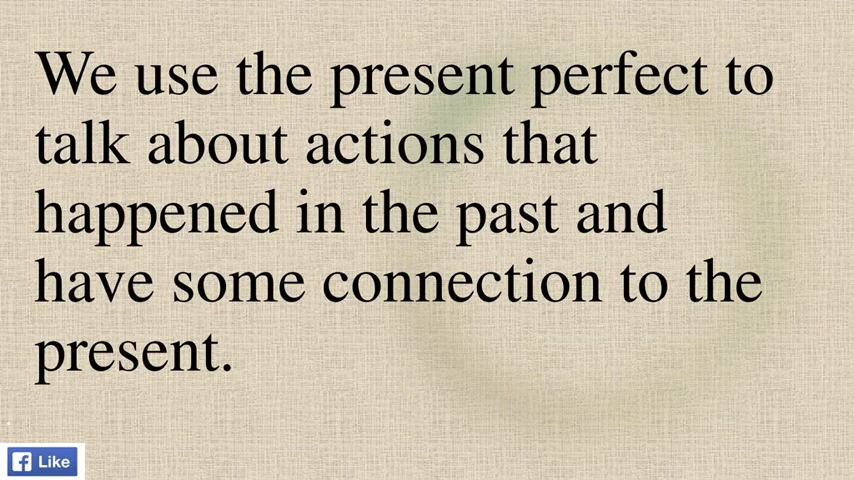 We use the present perfect to
talk about actions that
happened in the past and
have some connection to the
present.
Like